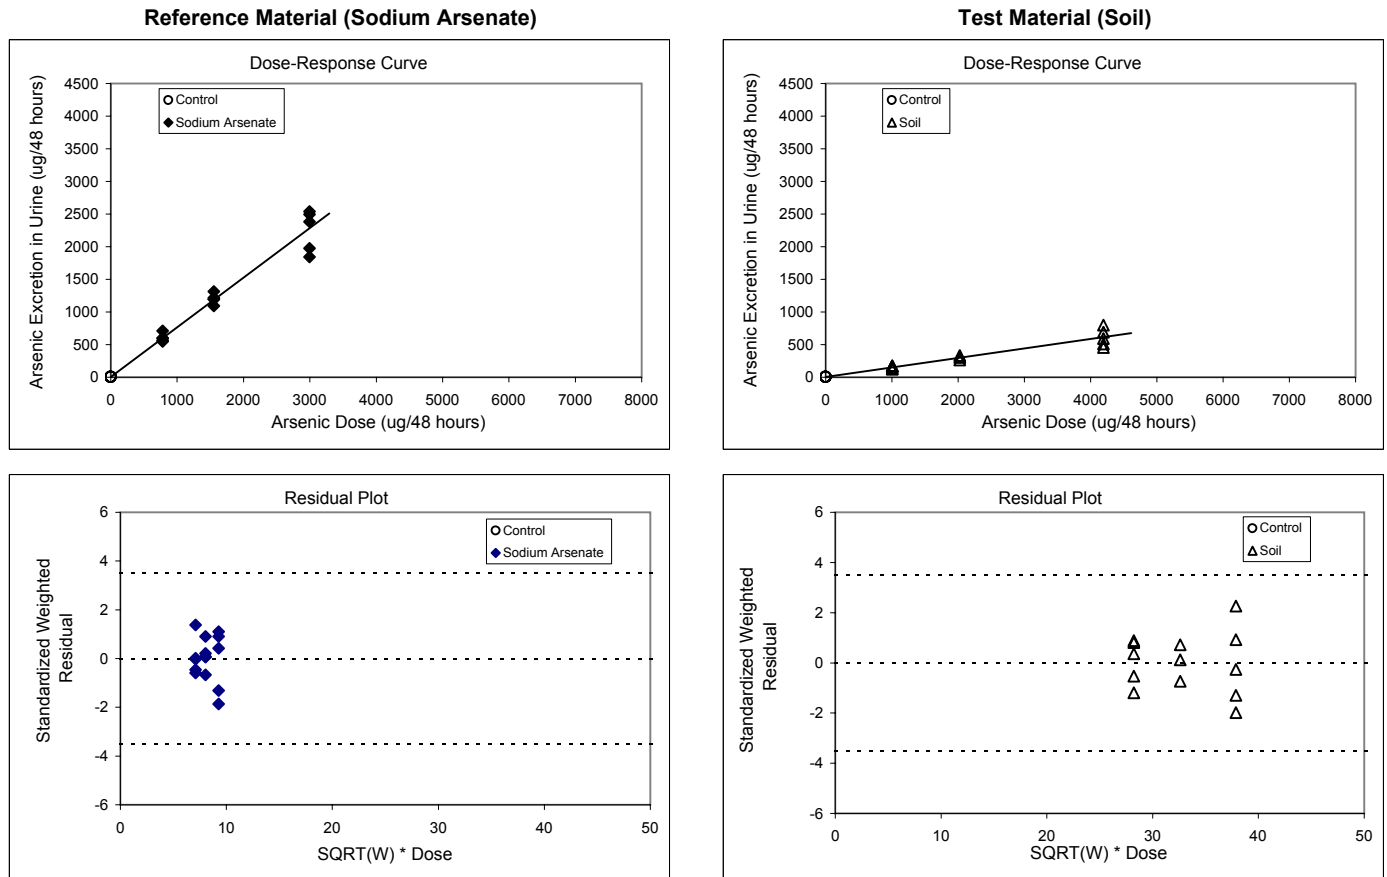 Reference Material (Sodium Arsenate)
Dose-Response Curve
Arsenic Excretion in Urine (ug/48 hours)
4500
4000
3500
3000
2500
2000
1500
1000
500
0
Control
Sodium Arsenate
0 1000 2000 3000 4000 5000 6000 7000 8000
Arsenic Dose (ug/48 hours)
Test Material (Soil)
Dose-Response Curve
Arsenic Excretion in Urine (ug/48 hours)
4500
4000
3500
3000
2500
2000
1500
1000
500
0
Control
Soil
0 1000 2000 3000 4000 5000 6000 7000 8000
Arsenic Dose (ug/48 hours)
Residual Plot
Standardized Weighted
Residual
6
4
2
0
-2
-4
-6
Control
Sodium Arsenate
0 10 20 30 40 50
SQRT(W) * Dose
Residual Plot
Standardized Weighted
Residual
6
4
2
0
-2
-4
-6
Control
Soil
0 10 20 30 40 50
SQRT(W) * Dose